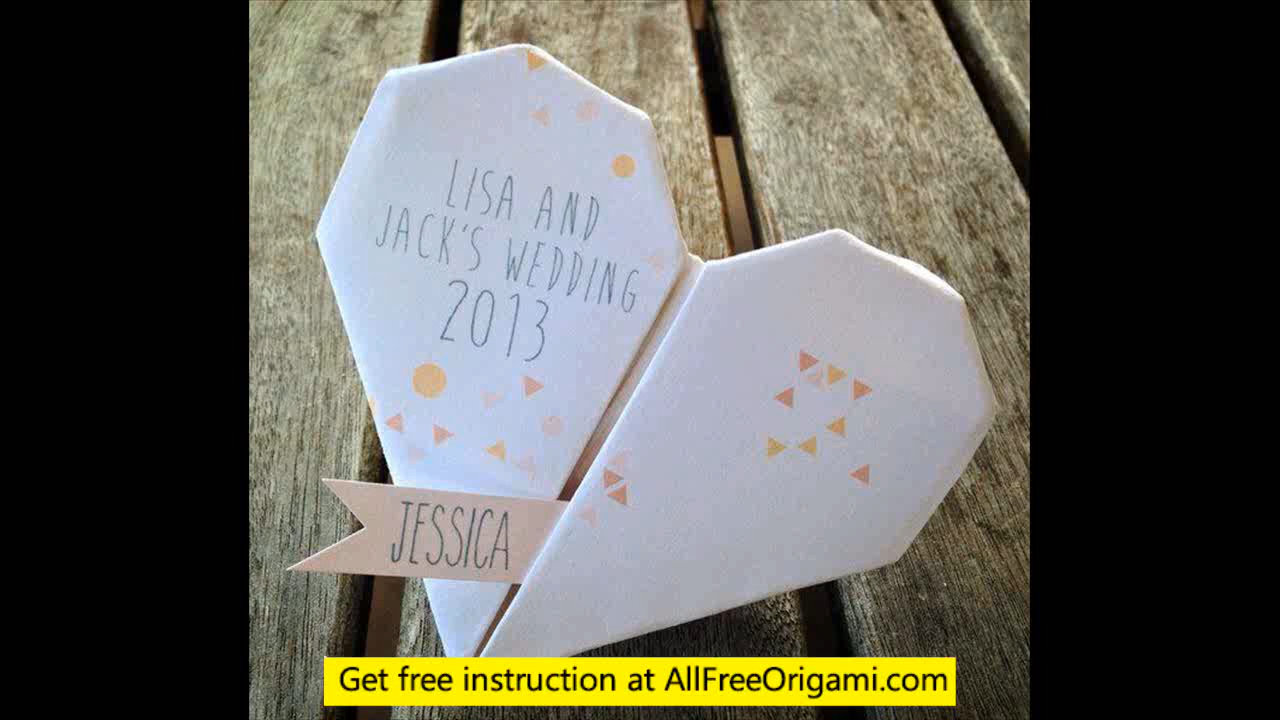 LISA AND
JACK'S WEDDING
2013
JESSICA
Get free instruction at AllFreeOrigami.com